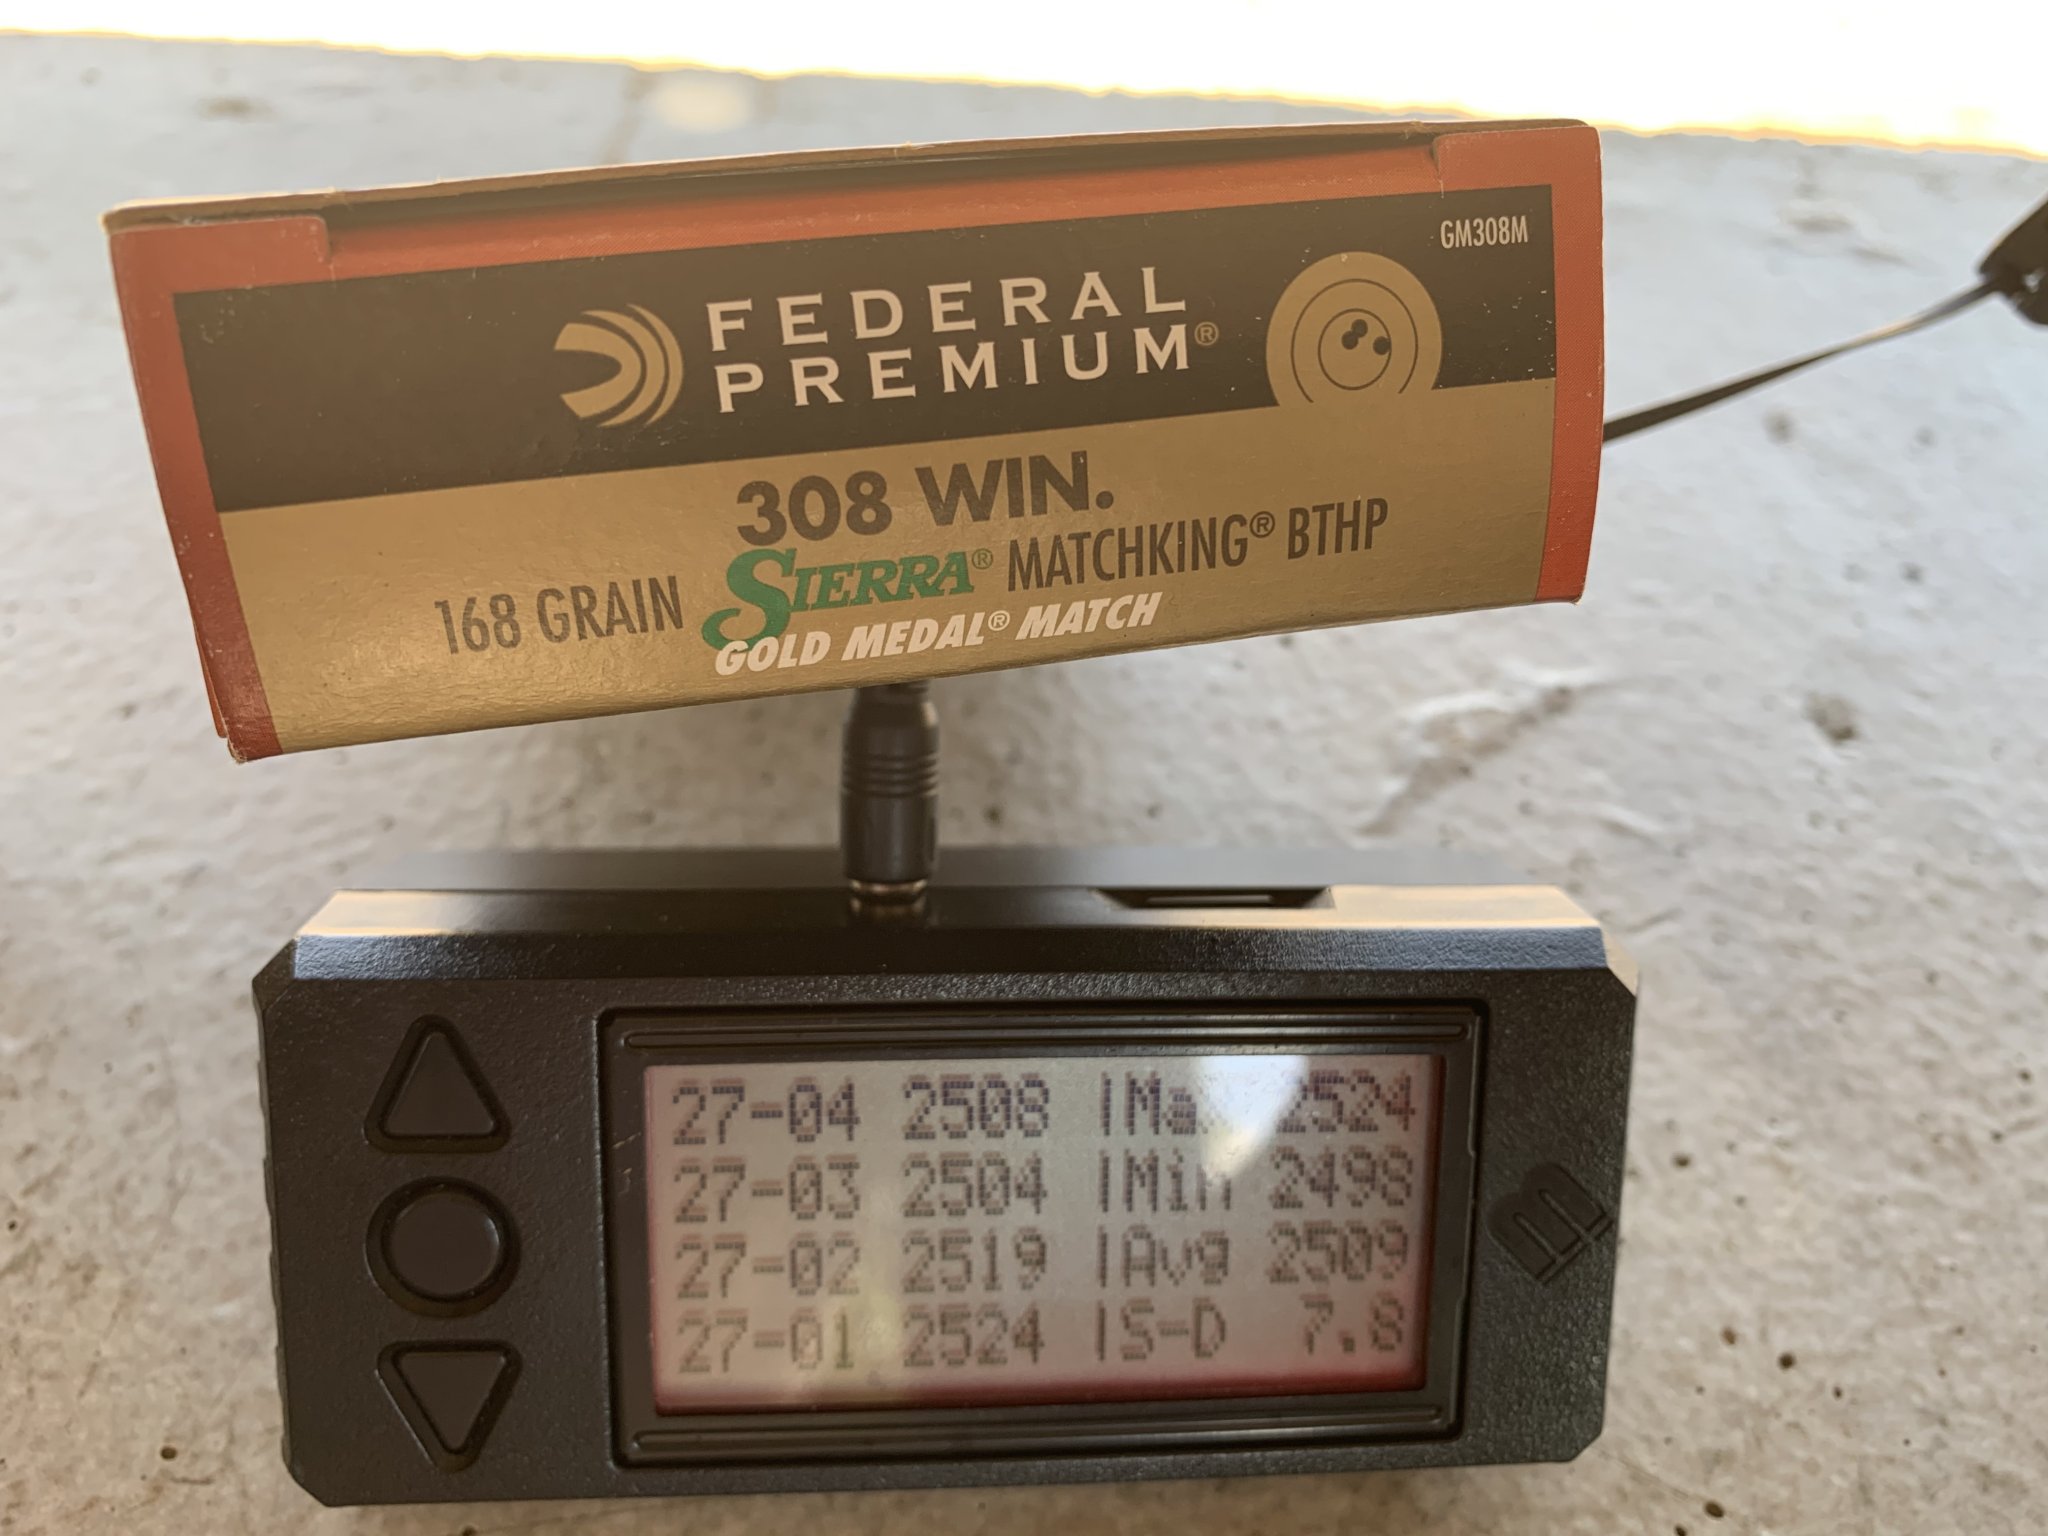 GM308M
FEDERAL
PREMIUM®
308 WIN.
168 GRAIN SIERRA® MATCHKING® BTHP
GOLD MEDAL® MATCH
27-04 2508 |Max 2524
27-03 2504 |Min 2498
27-02 2519 |Avg 2509
27-01 2524 |S-D 7.8